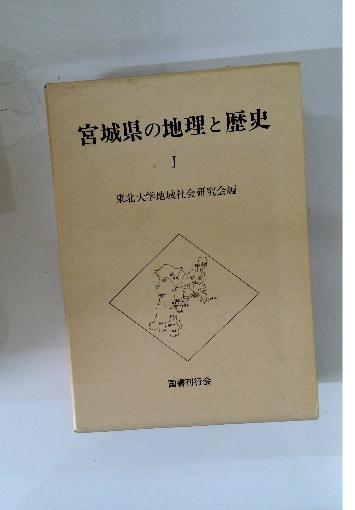 宮城県の地理と歴史
I
東北大学地域社会研究会編
国書刊行会